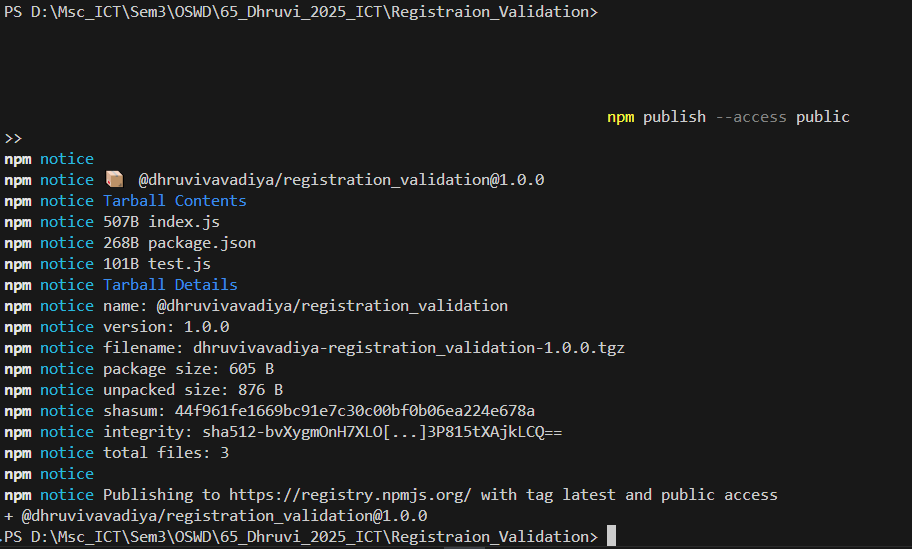 PS D:\Msc_ICT\Sem3\OSWD\65_Dhruvi_2025_ICT\Registraion_Validation>
npm publish --access public
>>
npm notice
npm notice 📦 @dhruvivavadiya/registration_validation@1.0.0
npm notice Tarball Contents
npm notice 507B index.js
npm notice 268B package.json
npm notice 101B test.js
npm notice Tarball Details
npm notice name: @dhruvivavadiya/registration_validation
npm notice version: 1.0.0
npm notice filename: dhruvivavadiya-registration_validation-1.0.0.tgz
npm notice package size: 605 B
npm notice unpacked size: 876 B
npm notice shasum: 44f961fe1669bc91e7c30c00bf0b06ea224e678a
npm notice integrity: sha512-bvXygmOnH7XLO[...]3P815tXAjkLCQ==
npm notice total files: 3
npm notice
npm notice Publishing to https://registry.npmjs.org/ with tag latest and public access
+ @dhruvivavadiya/registration_validation@1.0.0
PS D:\Msc_ICT\Sem3\OSWD\65_Dhruvi_2025_ICT\Registraion_Validation>